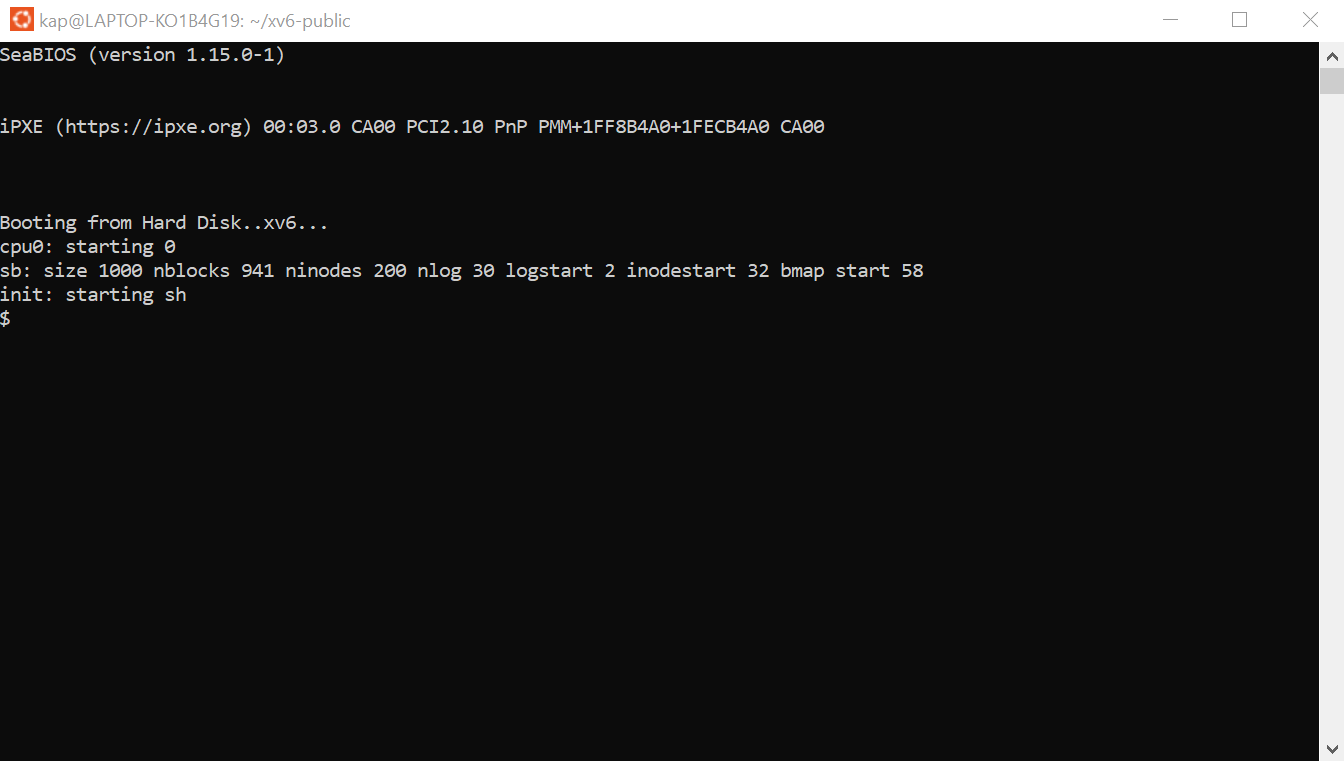 kap@LAPTOP-KO1B4G19: ~/xv6-public
SeaBIOS (version 1.15.0-1)
iPXE (https://ipxe.org) 00:03.0 CA00 PCI2.10 PnP PMM+1FF8B4A0+1FECB4A0 CA00
Booting from Hard Disk..xv6...
cpu0: starting 0
sb: size 1000 nblocks 941 ninodes 200 nlog 30 logstart 2 inodestart 32 bmap start 58
init: starting sh
$